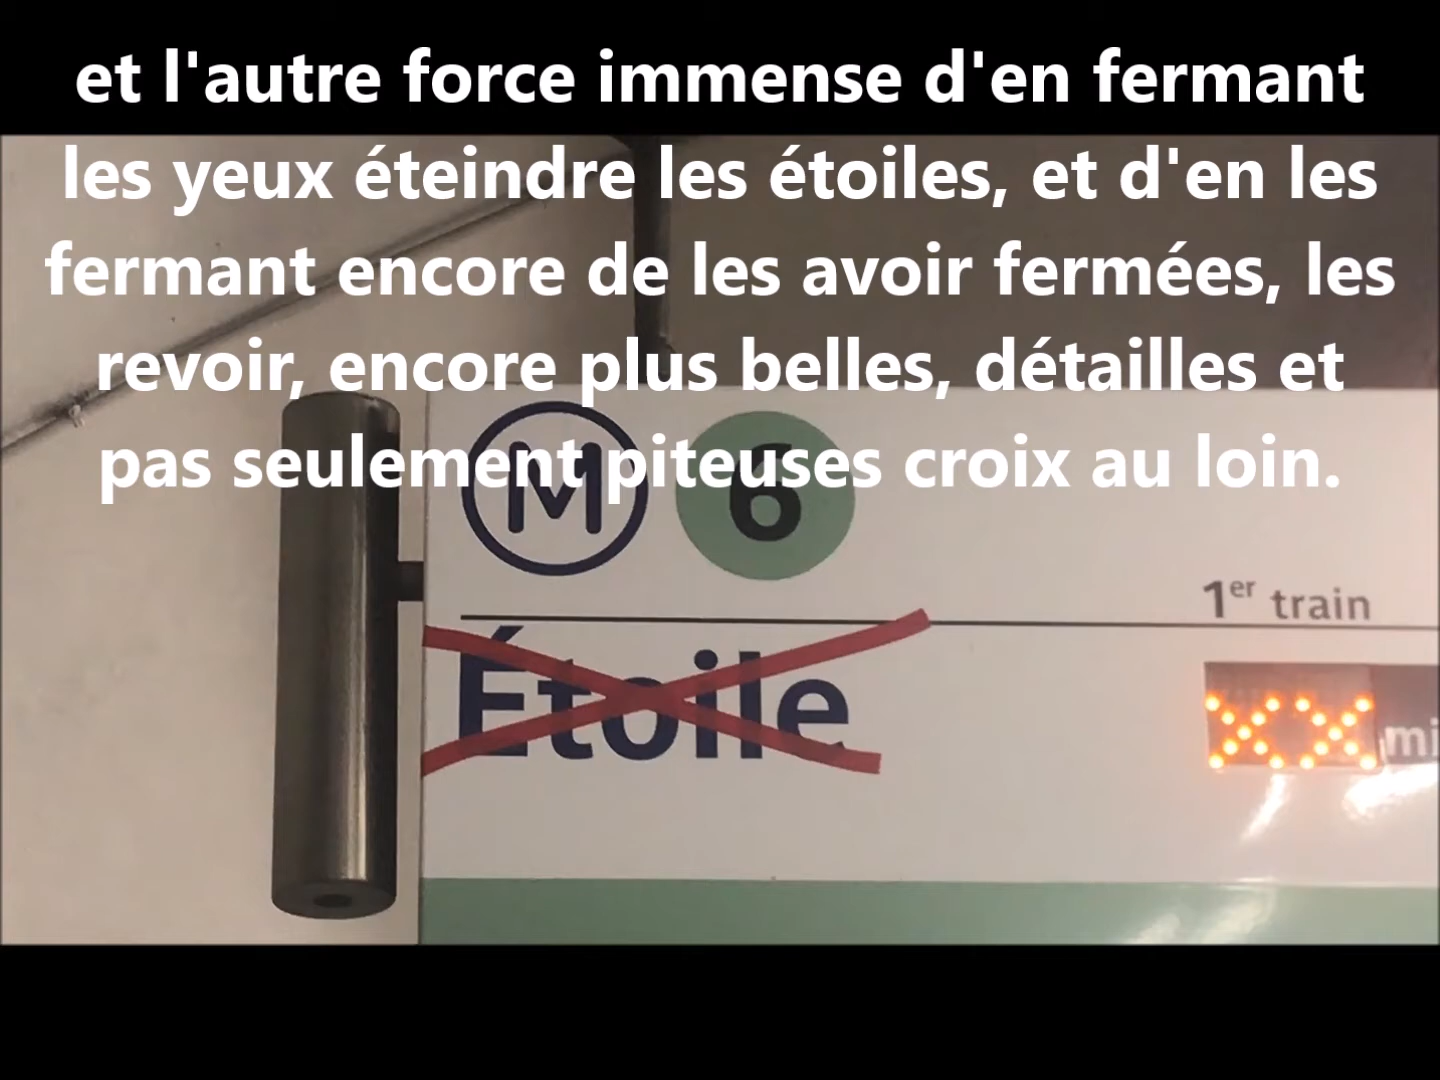 et l'autre force immense d'en fermant
les yeux éteindre les étoiles, et d'en les
fermant encore de les avoir fermées, les
revoir, encore plus belles, détailles et
pas seulement piteuses croix au loin.
M 6
1er train
Étoile
XX mi